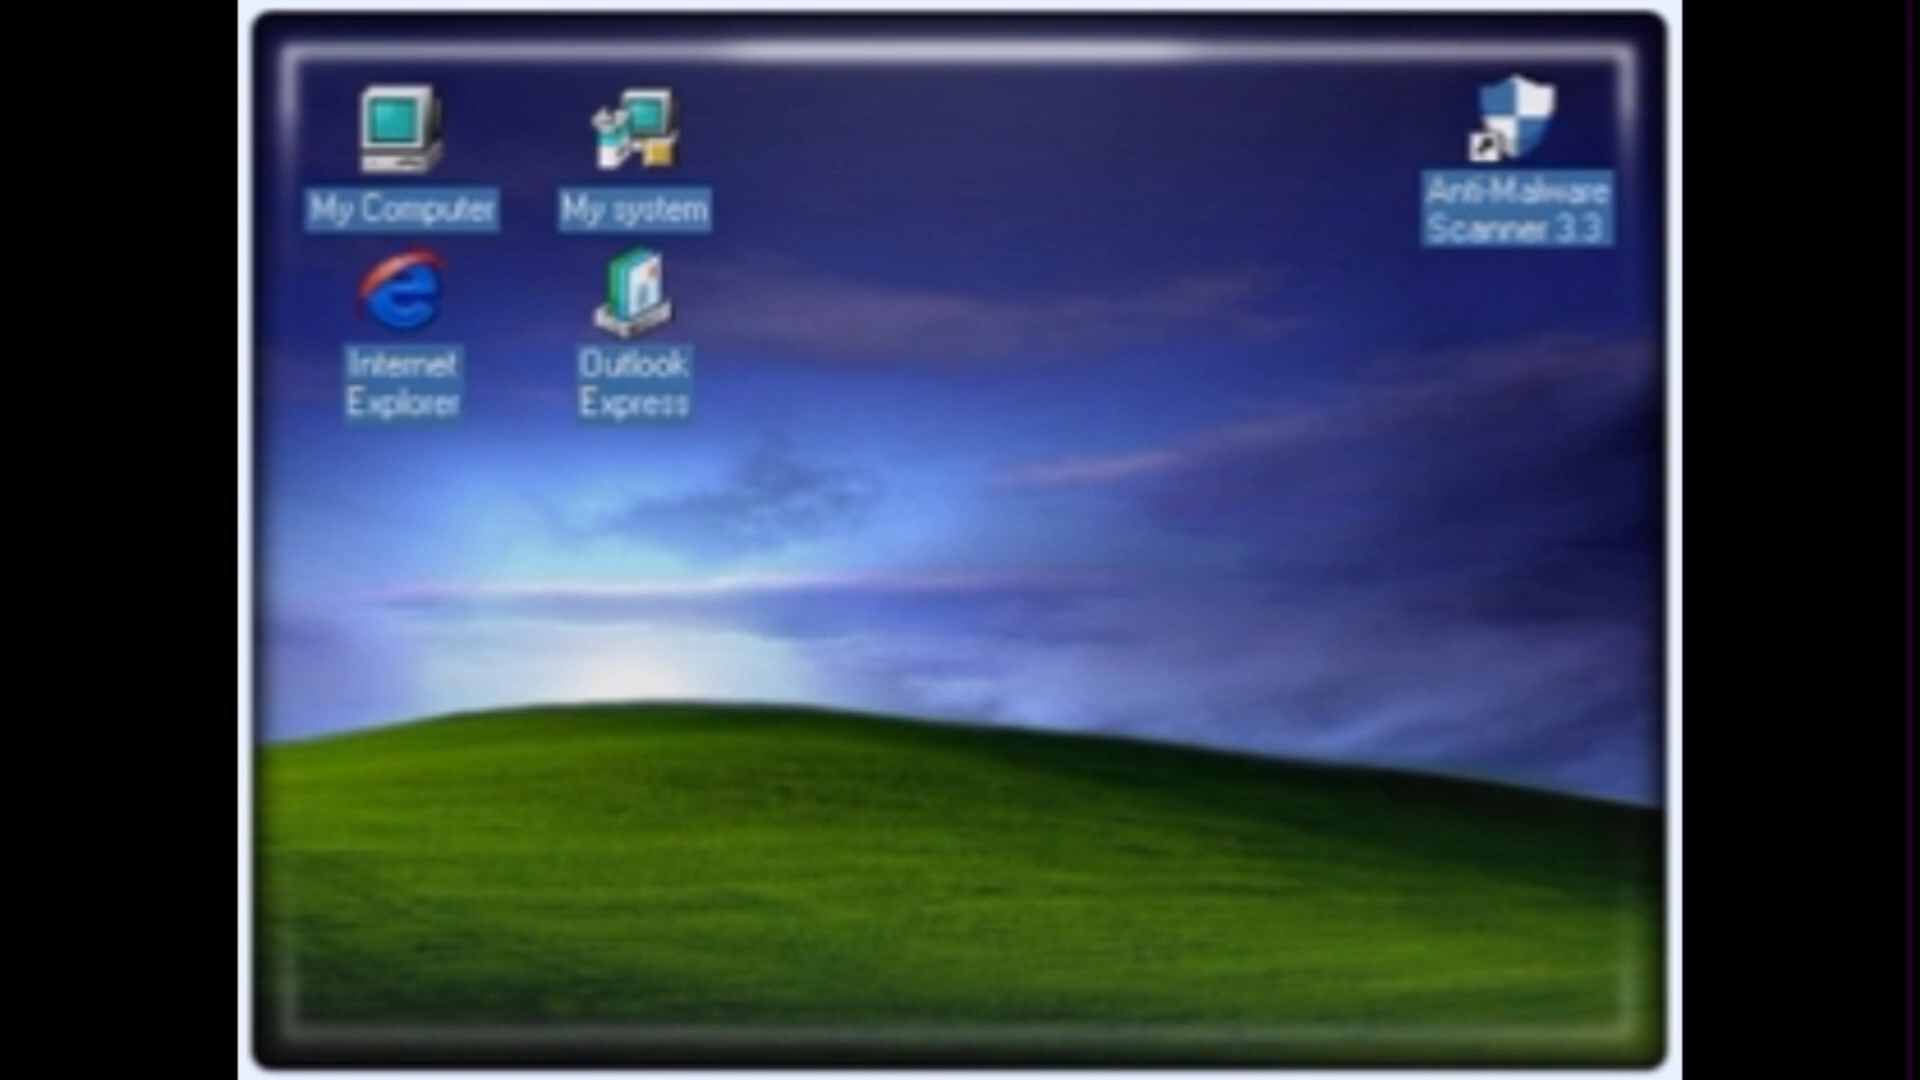 My Computer
My system
Anti-Malware
Scanner 3.3
Internet
Explorer
Outlook
Express